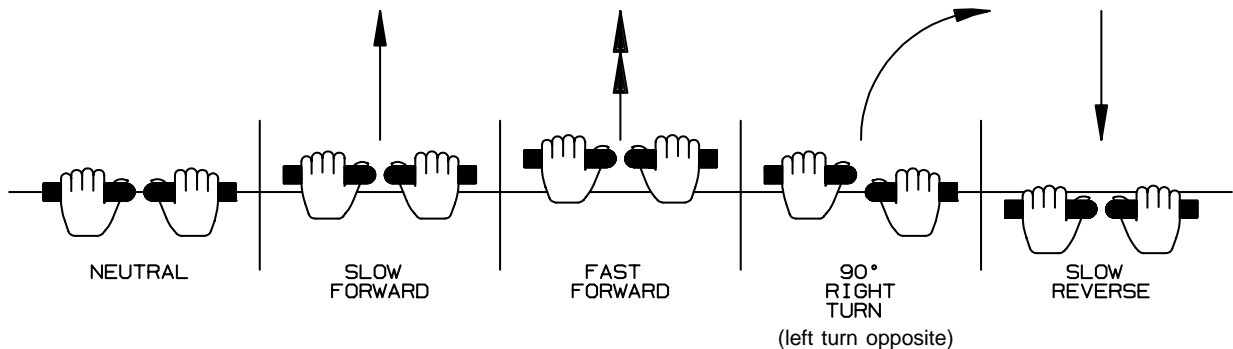 NEUTRAL
SLOW
FORWARD
FAST
FORWARD
90°
RIGHT
TURN
(left turn opposite)
SLOW
REVERSE